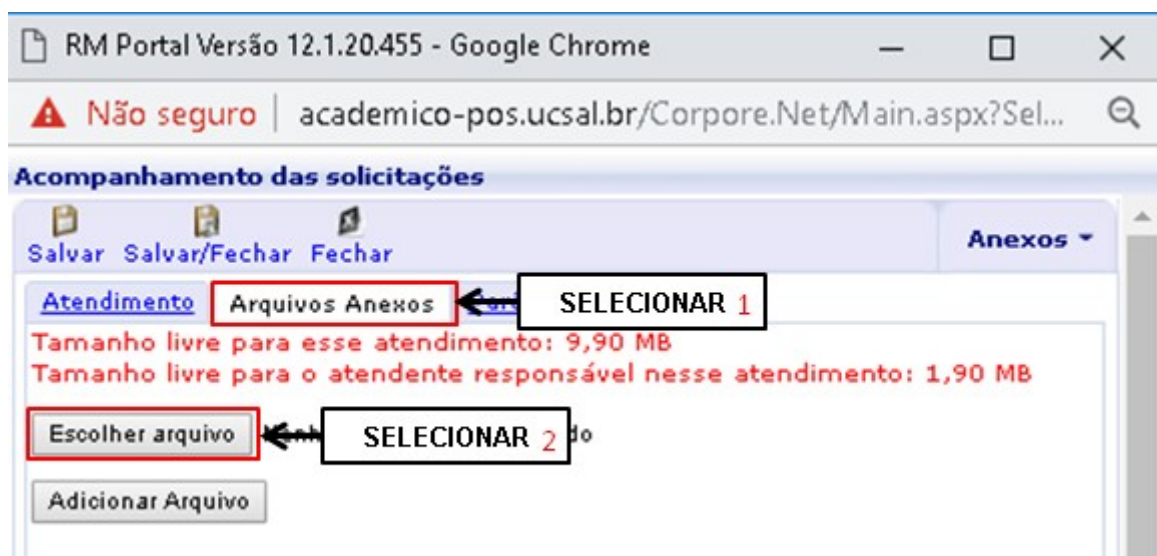 RM Portal Versão 12.1.20.455 - Google Chrome
Não seguro | academico-pos.ucsal.br/Corpore.Net/Main.aspx?Sel...
Acompanhamento das solicitações
Salvar Salvar/Fechar Fechar
Anexos
Atendimento Arquivos Anexos SELECIONAR 1
Tamanho livre para esse atendimento: 9,90 MB
Tamanho livre para o atendente responsável nesse atendimento: 1,90 MB
Escolher arquivo SELECIONAR 2
Adicionar Arquivo